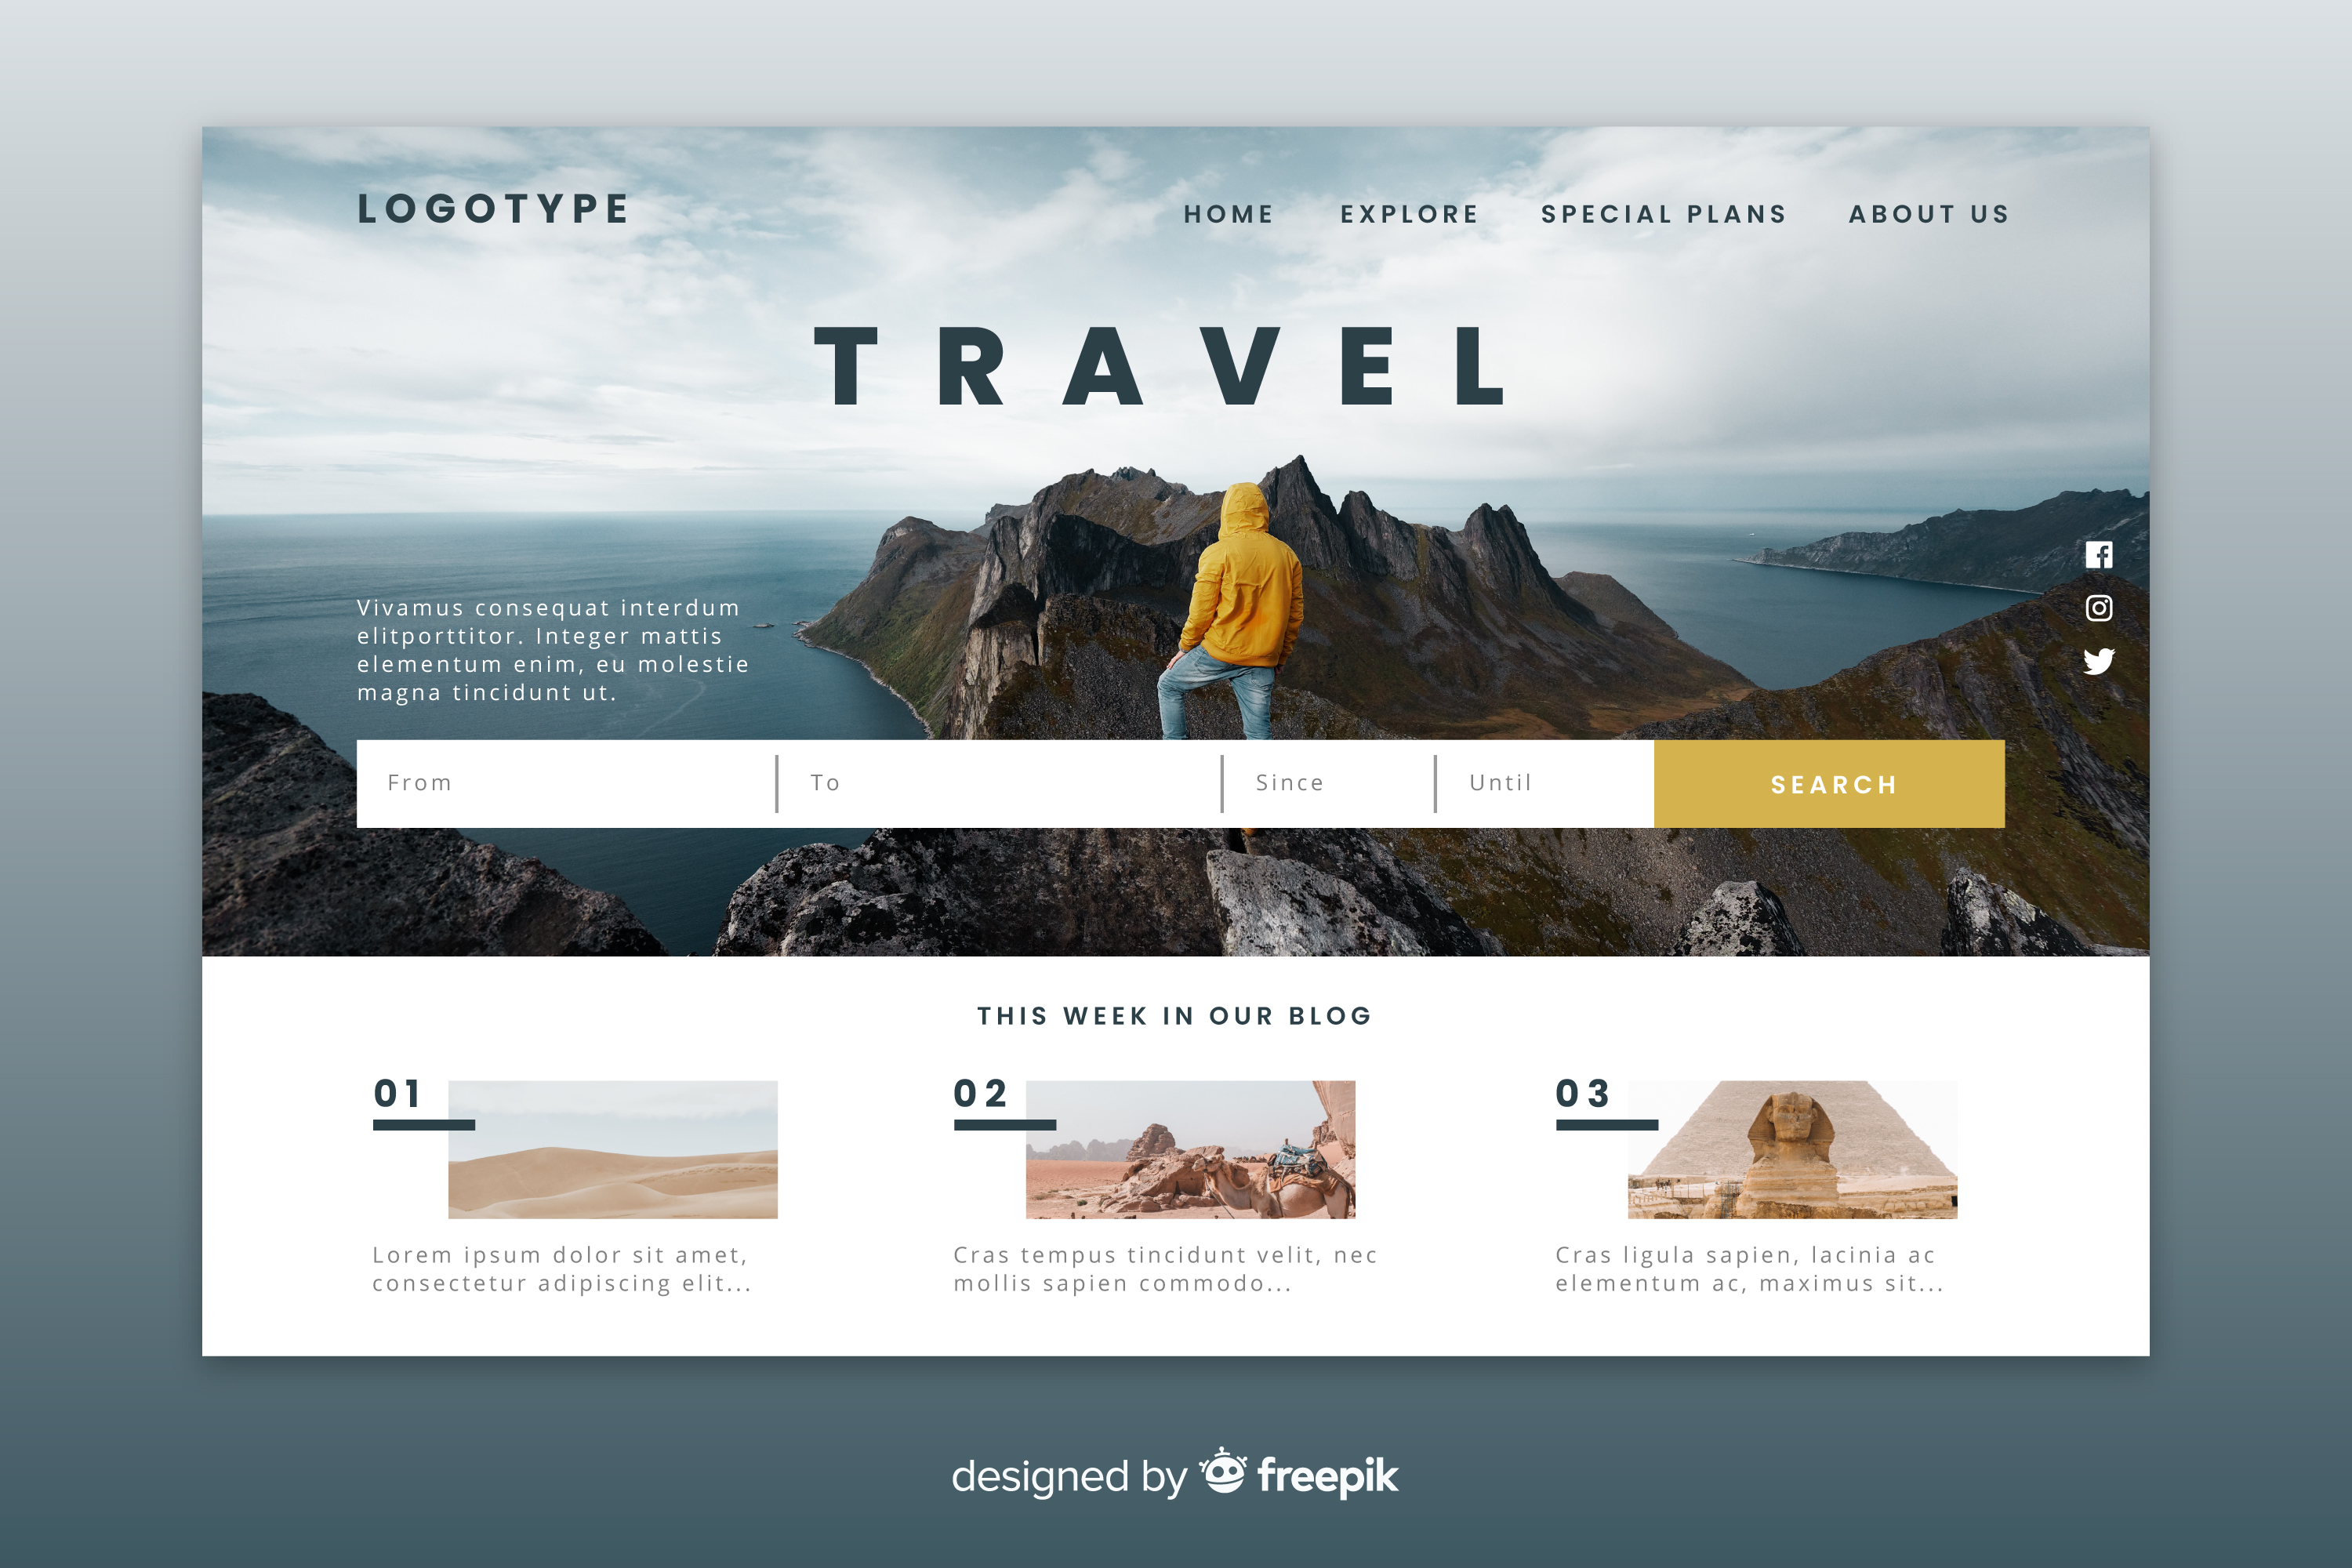 LOGOTYPE
HOME EXPLORE SPECIAL PLANS ABOUT US
TRAVEL
Vivamus consequat interdum
elitporttitor. Integer mattis
elementum enim, eu molestie
magna tincidunt ut.
From To Since Until SEARCH
THIS WEEK IN OUR BLOG
01
Lorem ipsum dolor sit amet,
consectetur adipiscing elit...
02
Cras tempus tincidunt velit, nec
mollis sapien commodo...
03
Cras ligula sapien, lacinia ac
elementum ac, maximus sit...
designed by freepik